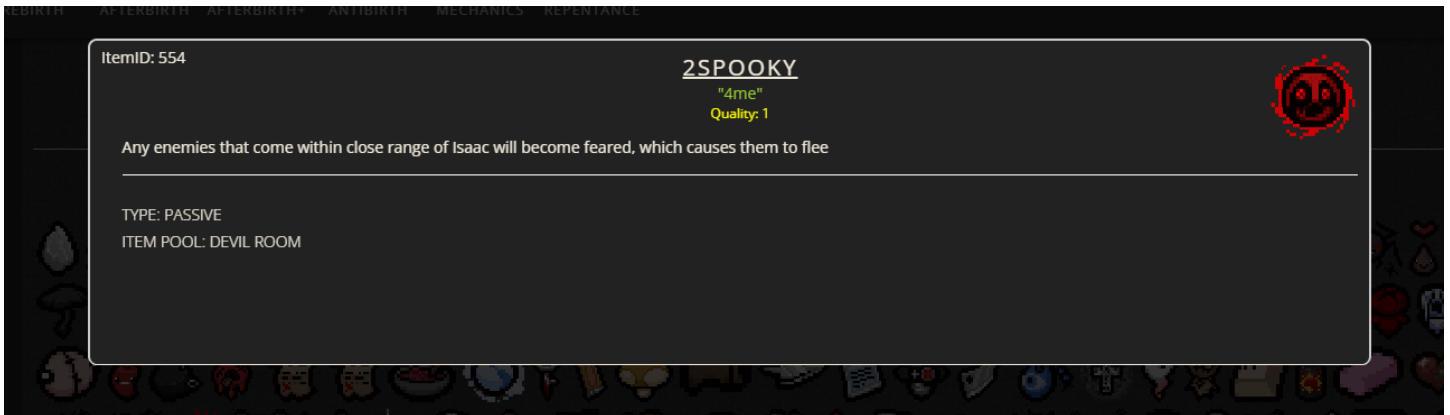 REBIRTH AFTERBIRTH AFTERBIRTH+ ANTIBIRTH MECHANICS REPENTANCE
ItemID: 554
2SPOOKY
"4me"
Quality: 1
Any enemies that come within close range of Isaac will become feared, which causes them to flee
TYPE: PASSIVE
ITEM POOL: DEVIL ROOM